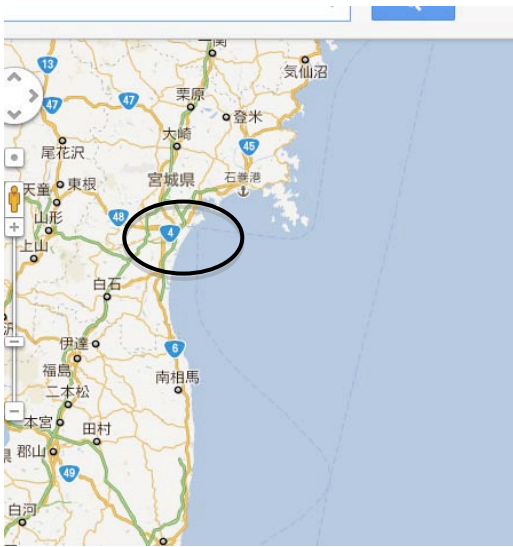 一関
13
気仙沼
栗原
47
47
登米
大崎
45
尾花沢
宮城県
石巻港
天童
東根
48
山形
4
上山
白石
伊達
6
福島
南相馬
二本松
本宮
田村
郡山
49
白河